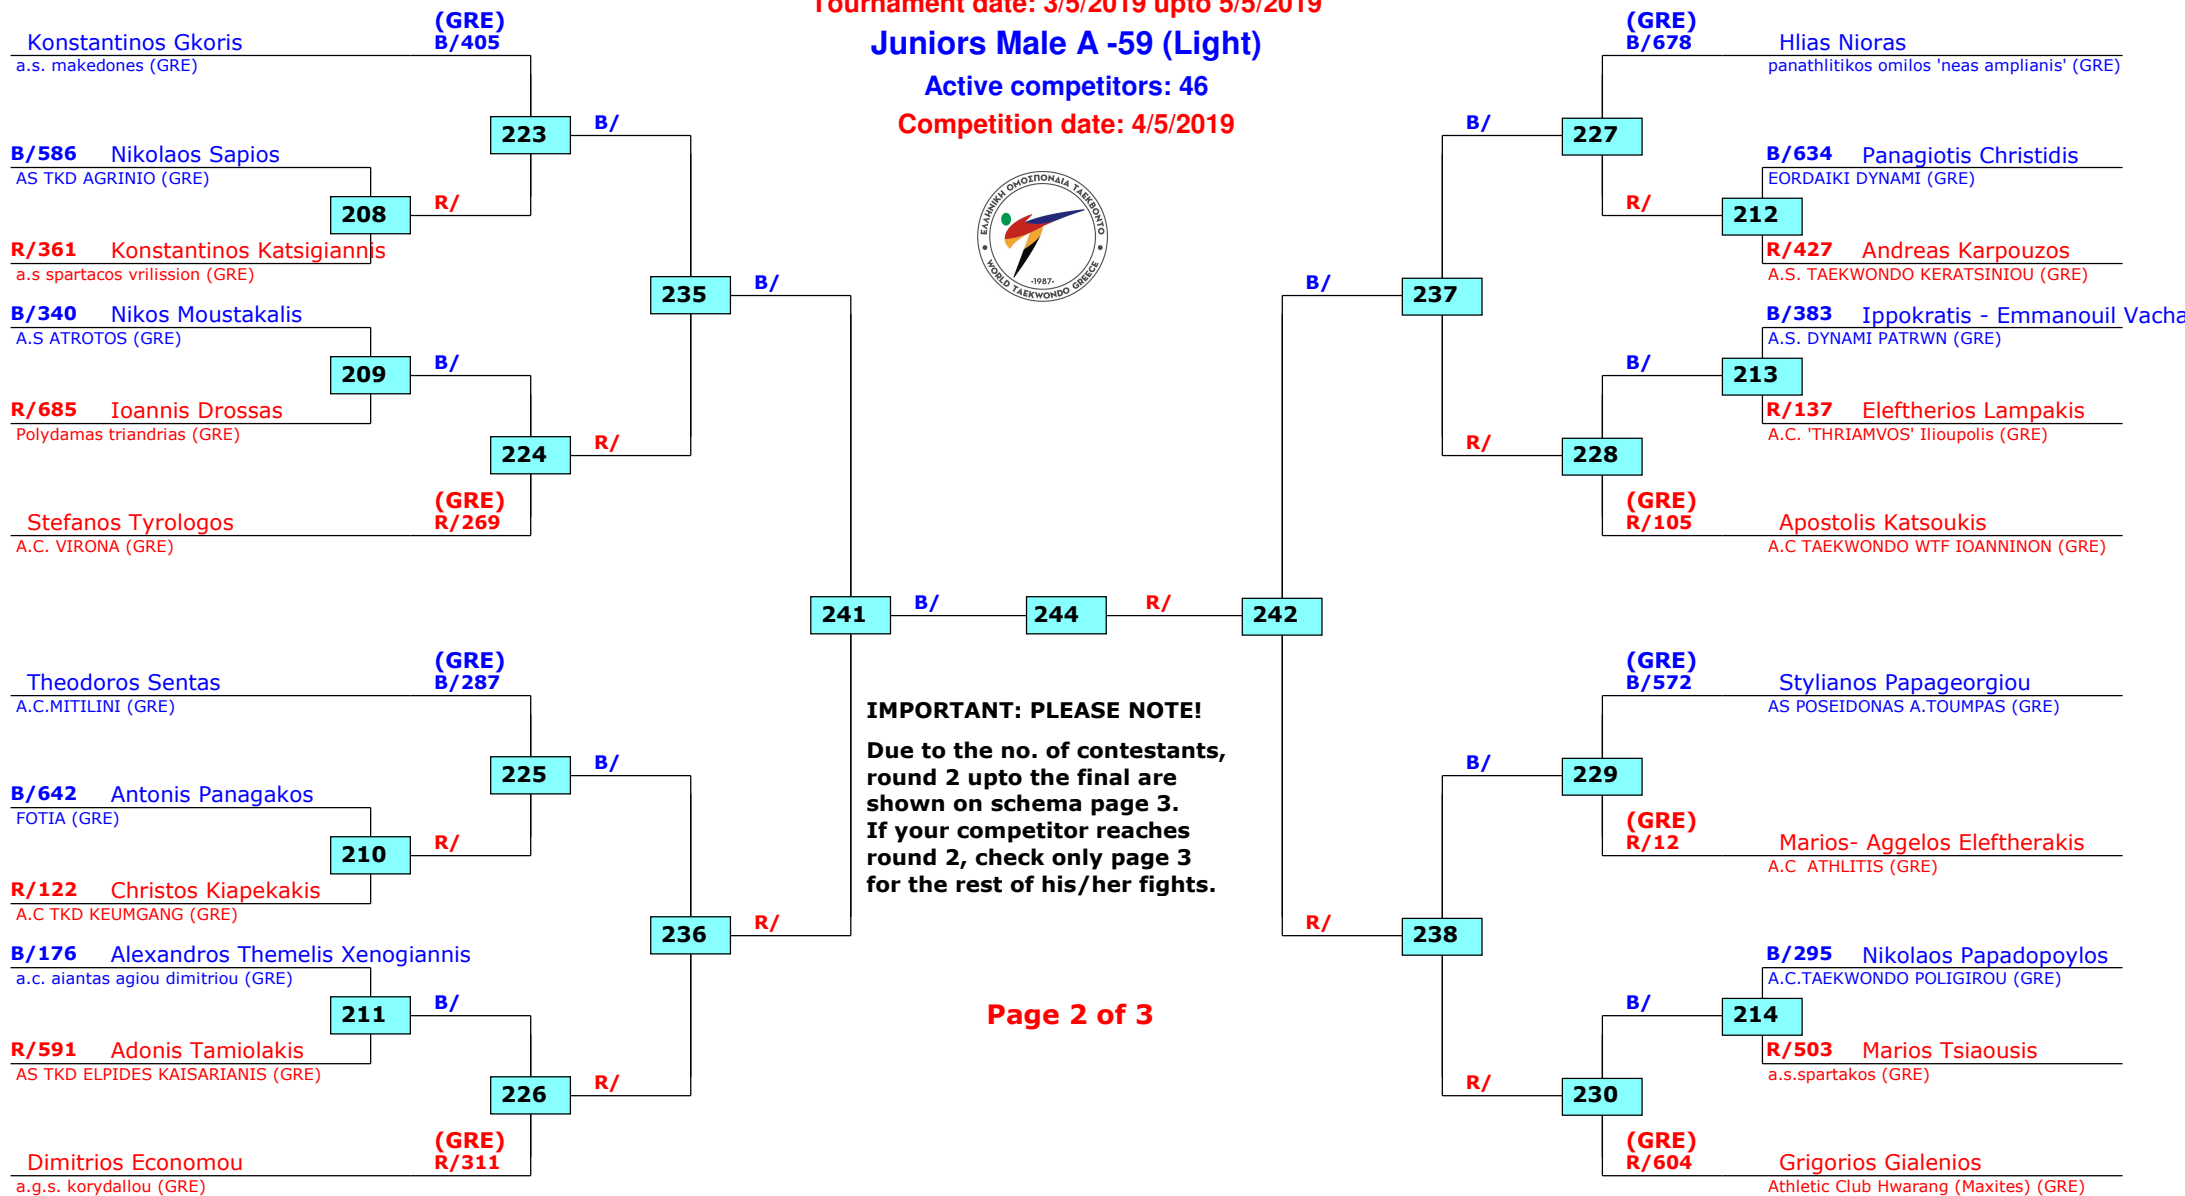 Tournament date: 3/5/2019 upto 5/5/2019
Juniors Male A -59 (Light)
Active competitors: 46
Competition date: 4/5/2019
ΕΛΛΗΝΙΚΗ ΟΜΟΣΠΟΝΔΙΑ ΤΑΕΚΒΟΝΤΟ
·1987·
WORLD TAEKWONDO GREECE
(GRE)
Konstantinos Gkoris B/405
a.s. makedones (GRE)
223 B/
B/586 Nikolaos Sapios
AS TKD AGRINIO (GRE)
208 R/
R/361 Konstantinos Katsigiannis
a.s spartacos vrilission (GRE)
235 B/
B/340 Nikos Moustakalis
A.S ATROTOS (GRE)
209 B/
R/685 Ioannis Drossas
Polydamas triandrias (GRE)
224 R/
(GRE)
Stefanos Tyrologos R/269
A.C. VIRONA (GRE)
241 B/ 244 R/ 242
(GRE)
Theodoros Sentas B/287
A.C.MITILINI (GRE)
225 B/
B/642 Antonis Panagakos
FOTIA (GRE)
210 R/
R/122 Christos Kiapekakis
A.C TKD KEUMGANG (GRE)
236 R/
B/176 Alexandros Themelis Xenogiannis
a.c. aiantas agiou dimitriou (GRE)
211 B/
R/591 Adonis Tamiolakis
AS TKD ELPIDES KAISARIANIS (GRE)
226 R/
(GRE)
Dimitrios Economou R/311
a.g.s. korydallou (GRE)
IMPORTANT: PLEASE NOTE!
Due to the no. of contestants,
round 2 upto the final are
shown on schema page 3.
If your competitor reaches
round 2, check only page 3
for the rest of his/her fights.
Page 2 of 3
(GRE)
B/678 Hlias Nioras
panathlitikos omilos 'neas amplianis' (GRE)
B/ 227
B/634 Panagiotis Christidis
EORDAIKI DYNAMI (GRE)
R/ 212
R/427 Andreas Karpouzos
A.S. TAEKWONDO KERATSINIOU (GRE)
B/ 237
B/383 Ippokratis - Emmanouil Vacha
A.S. DYNAMI PATRWN (GRE)
B/ 213
R/137 Eleftherios Lampakis
A.C. 'THRIAMVOS' Ilioupolis (GRE)
R/ 228
(GRE)
R/105 Apostolis Katsoukis
A.C TAEKWONDO WTF IOANNINON (GRE)
(GRE)
B/572 Stylianos Papageorgiou
AS POSEIDONAS A.TOUMPAS (GRE)
B/ 229
(GRE)
R/12 Marios- Aggelos Eleftherakis
A.C  ATHLITIS (GRE)
R/ 238
B/295 Nikolaos Papadopoylos
A.C.TAEKWONDO POLIGIROU (GRE)
B/ 214
R/503 Marios Tsiaousis
a.s.spartakos (GRE)
R/ 230
(GRE)
R/604 Grigorios Gialenios
Athletic Club Hwarang (Maxites) (GRE)